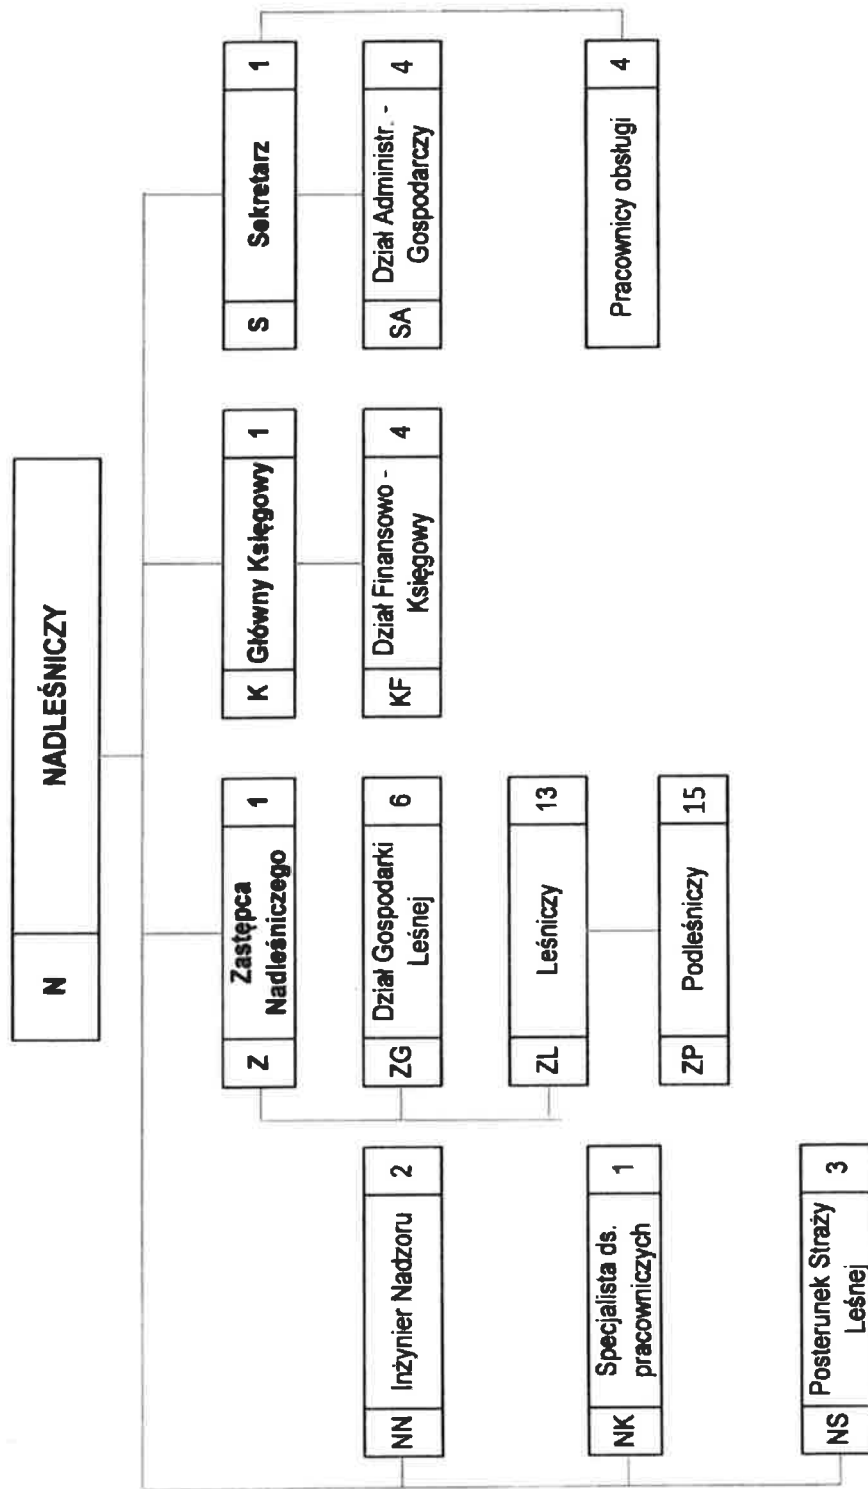 N NADLEŚNICZY
Z Zastępca
Nadleśniczego 1
K Główny Księgowy 1
S Sekretarz 1
NN Inżynier Nadzoru 2
ZG Dział Gospodarki
Leśnej 6
KF Dział Finansowo -
Księgowy 4
SA Dział Administr. -
Gospodarczy 4
ZL Leśniczy 13
NK Specjalista ds.
pracowniczych 1
ZP Podleśniczy 15
Pracownicy obsługi 4
NS Posterunek Straży
Leśnej 3